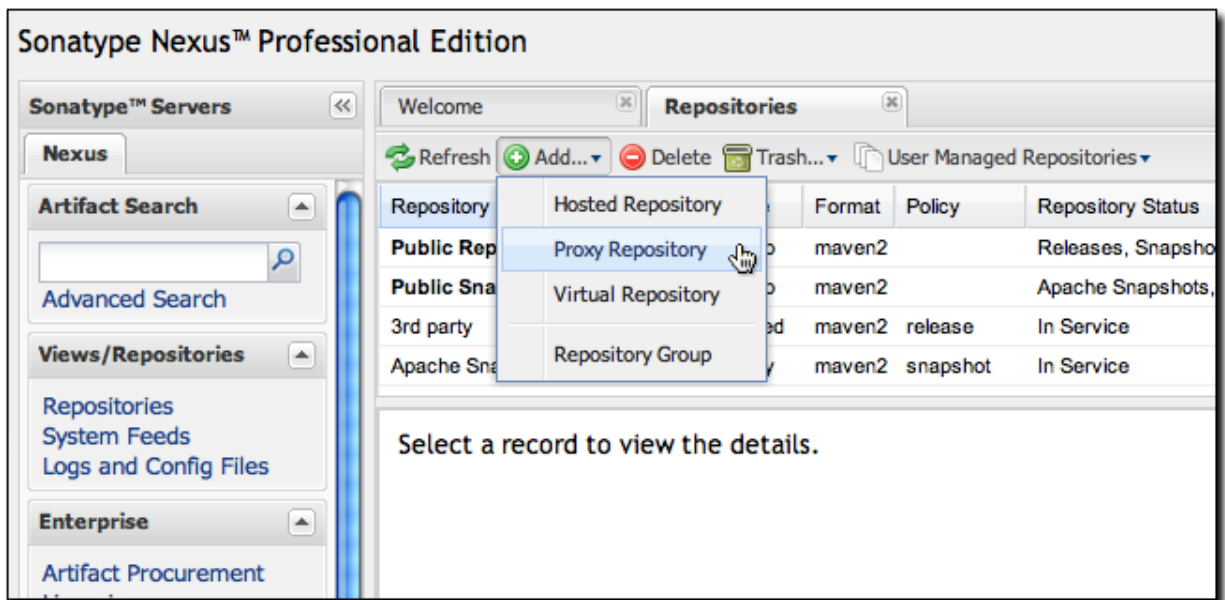 Sonatype Nexus™ Professional Edition
Sonatype™ Servers
Nexus
Artifact Search
Advanced Search
Views/Repositories
Repositories
System Feeds
Logs and Config Files
Enterprise
Artifact Procurement
Welcome Repositories
Refresh Add... Delete Trash... User Managed Repositories
Repository Format Policy Repository Status
Public Rep maven2 Releases, Snapsho
Public Sna maven2 Apache Snapshots,
3rd party ed maven2 release In Service
Apache Sna y maven2 snapshot In Service
Hosted Repository
Proxy Repository
Virtual Repository
Repository Group
Select a record to view the details.